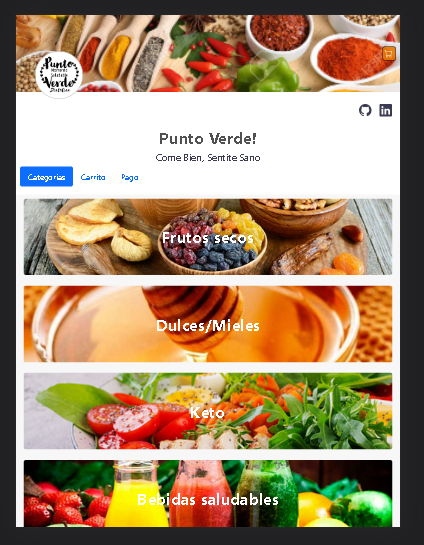 Punto
Verde
Punto Verde!
Come Bien, Sentite Sano
Categorias
Carrito
Pago
Frutos secos
Dulces/Mieles
Keto
Bebidas saludables